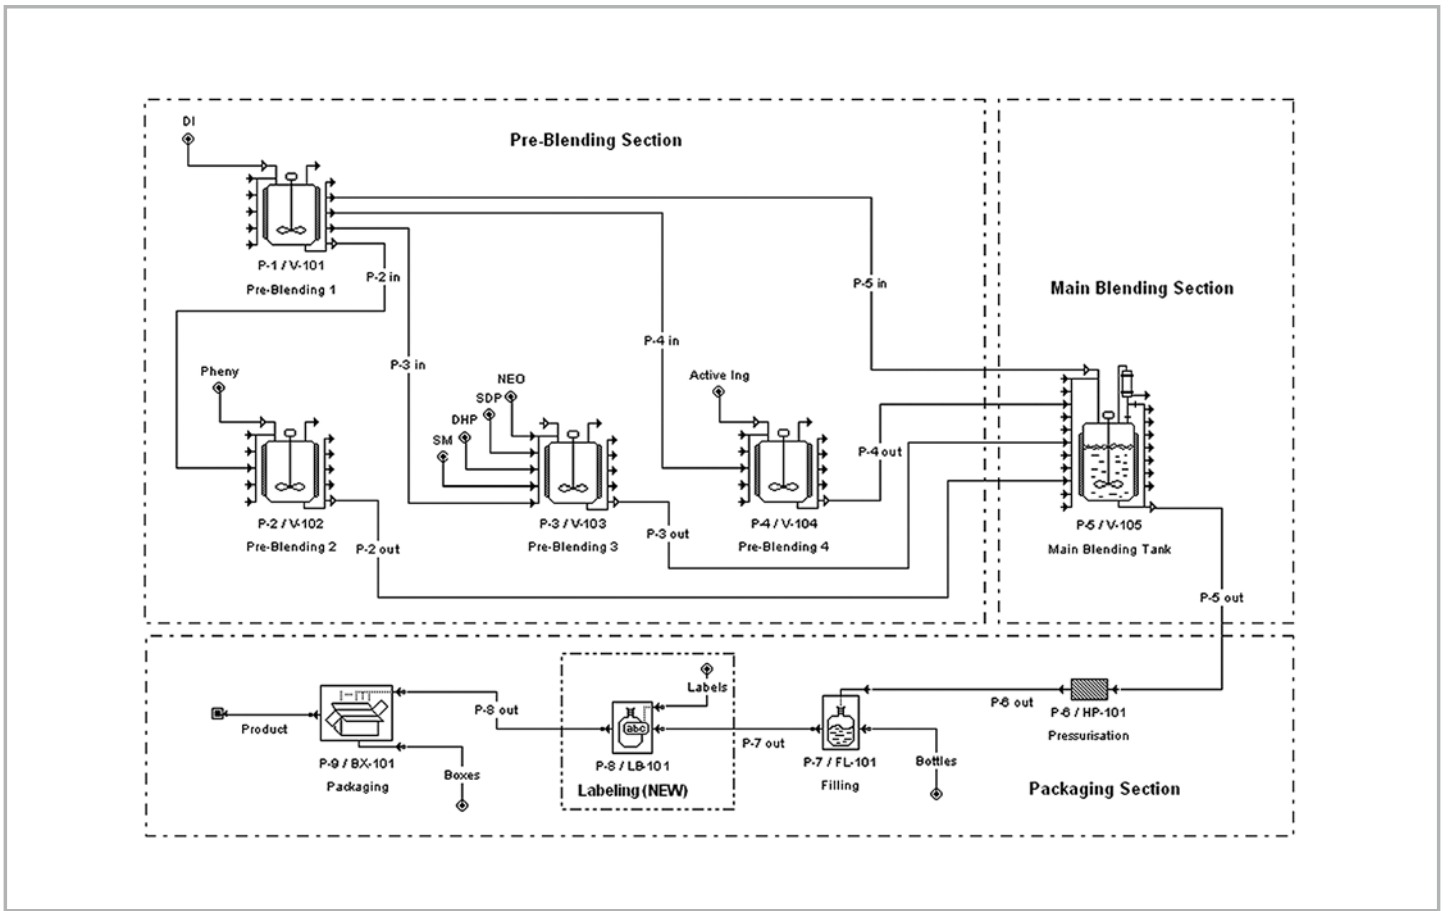 DI
Pre-Blending Section
P-1 / V-101
Pre-Blending 1
P-2 in
P-5 in
Main Blending Section
P-4 in
P-3 in
Pheny
NEO
SDP
DHP
SM
Active Ing
P-4 out
P-2 / V-102
Pre-Blending 2
P-2 out
P-3 / V-103
Pre-Blending 3
P-3 out
P-4 / V-104
Pre-Blending 4
P-5 / V-105
Main Blending Tank
P-5 out
Labels
P-8 out
P-6 out
P-6 / HP-101
Pressurisation
Product
abc
P-7 out
P-9 / BX-101
Packaging
Boxes
P-8 / LB-101
Labeling (NEW)
P-7 / FL-101
Filling
Bottles
Packaging Section